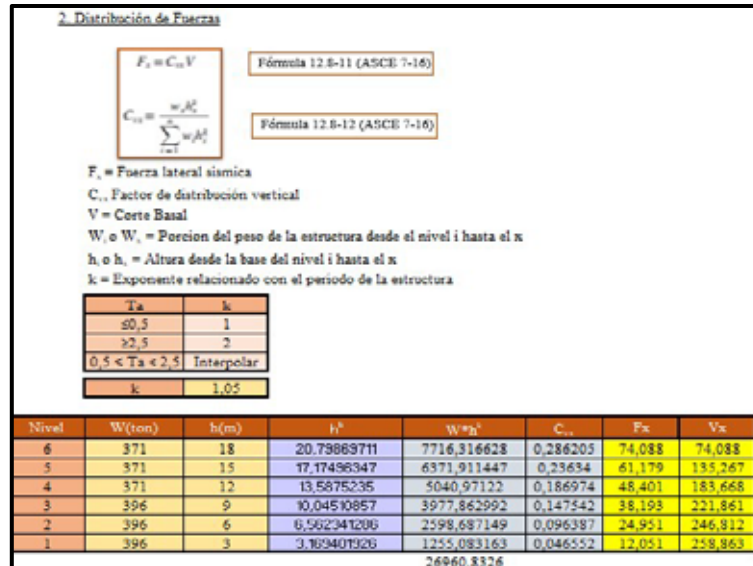 2. Distribución de Fuerzas
Fₓ = Cᵥₓ V
Fórmula 12.8-11 (ASCE 7-16)
Fórmula 12.8-12 (ASCE 7-16)
= Fuerza lateral sismica
Factor de distribución vertical
V = Corte Basal
= Porcion del peso de la estructura desde el nivel i hasta el x
= Altura desde la base del nivel i hasta el x
k = Exponente relacionado con el periodo de la estructura
Ta k
≤0,5 1
≥2,5 2
0,5 < Ta < 2,5 Interpolar
k 1,05
Nivel W(ton) h(m) hᵏ W*hᵏ Cᵥₓ Fx Vx
6 371 18 20,79869711 7716,316628 0,286205 74,088 74,088
5 371 15 17,17496347 6371,911447 0,23634 61,179 135,267
4 371 12 13,5875235 5040,97122 0,186974 48,401 183,668
3 396 9 10,04510857 3977,862992 0,147542 38,193 221,861
2 396 6 6,562341286 2598,687149 0,096387 24,951 246,812
1 396 3 3,169401926 1255,083163 0,046552 12,051 258,863
26960,8326